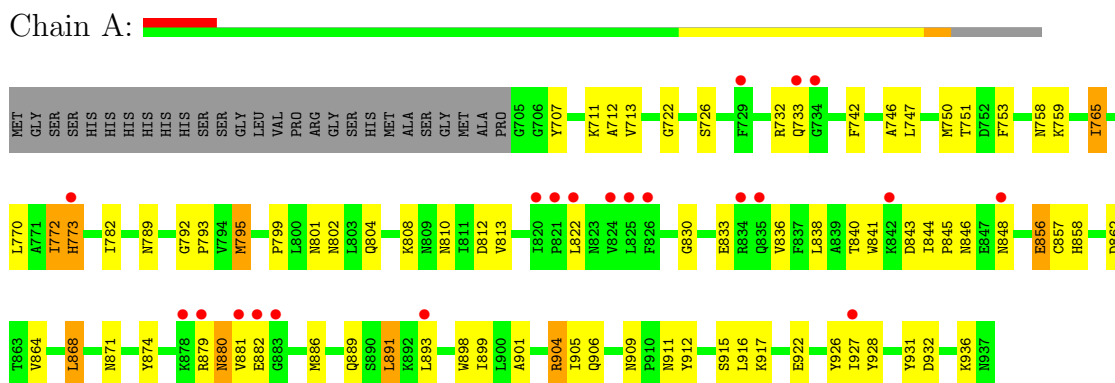 Chain A:
MET GLY SER SER HIS HIS HIS HIS HIS HIS SER SER GLY LEU VAL PRO ARG GLY SER HIS MET ALA SER GLY MET ALA PRO G705 G706 Y707 K711 A712 V713 G722 S726 F729 R732 Q733 G734 F742 A746 L747 M750 T751 D752 F753 N758 K759 I765
L770 A771 I772 H773 I782 N789 G792 P793 V794 M795 P799 L800 N801 N802 L803 Q804 K808 N809 N810 I811 D812 V813 I820 P821 L822 N823 V824 L825 F826 G830 E833 R834 Q835 V836 F837 L838 A839 T840 W841 K842 D843 I844 P845 N846 E847 N848 E856 C857 H858
T863 V864 L868 N871 Y874 K878 R879 N880 V881 E882 G883 M886 Q889 S890 L891 K892 L893 W898 I899 L900 A901 R904 I905 Q906 N909 P910 N911 Y912 S915 L916 K917 E922 Y926 I927 Y928 Y931 D932 K936 N937